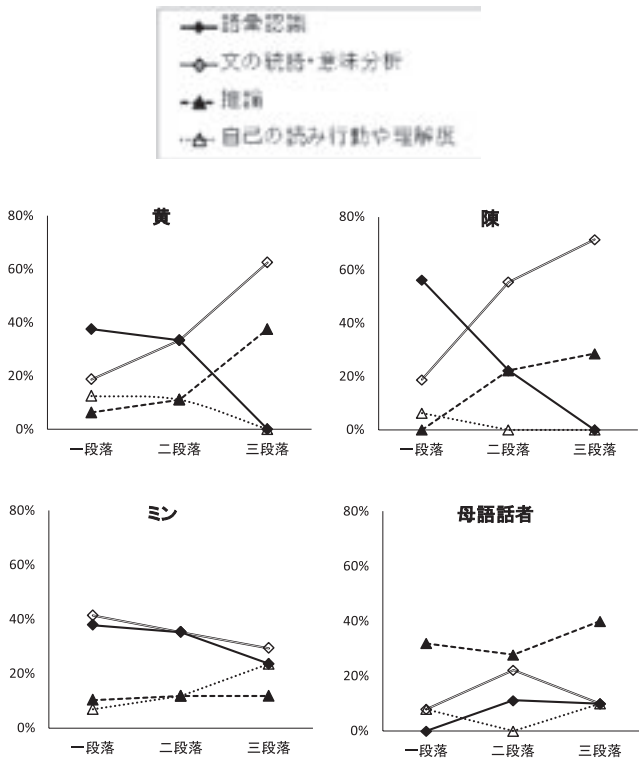 語彙認識
文の統語・意味分析
推論
自己の読み行動や理解度
黄
80%
60%
40%
20%
0%
一段落 二段落 三段落
陳
80%
60%
40%
20%
0%
一段落 二段落 三段落
ミン
80%
60%
40%
20%
0%
一段落 二段落 三段落
母語話者
80%
60%
40%
20%
0%
一段落 二段落 三段落